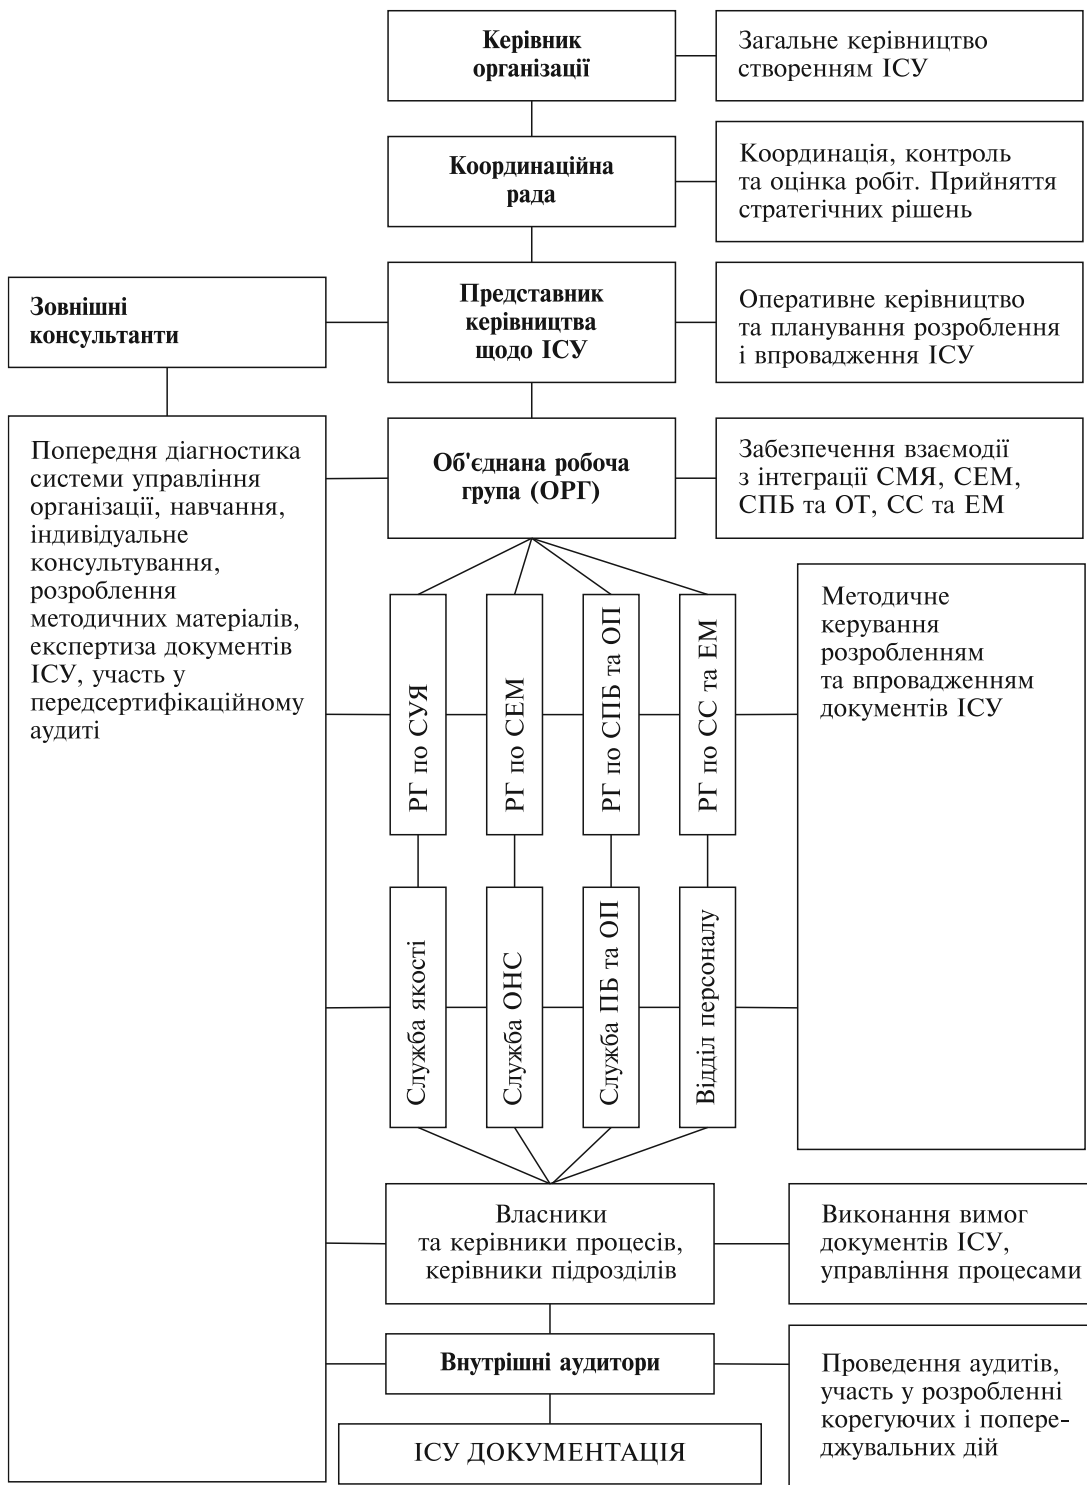 Керівник
організації
Загальне керівництво
створенням ІСУ
Координаційна
рада
Координація, контроль
та оцінка робіт. Прийняття
стратегічних рішень
Зовнішні
консультанти
Представник
керівництва
щодо ІСУ
Оперативне керівництво
та планування розроблення
і впровадження ІСУ
Попередня діагностика
системи управління
організації, навчання,
індивідуальне
консультування,
розроблення
методичних матеріалів,
експертиза документів
ІСУ, участь у
передсертифікаційному
аудиті
Об'єднана робоча
група (ОРГ)
Забезпечення взаємодії
з інтеграції СМЯ, СЕМ,
СПБ та ОТ, СС та ЕМ
РГ по СУЯ
РГ по СЕМ
РГ по СПБ та ОП
РГ по СС та ЕМ
Методичне
керування
розробленням
та впровадженням
документів ІСУ
Служба якості
Служба ОНС
Служба ПБ та ОП
Відділ персоналу
Власники
та керівники процесів,
керівники підрозділів
Виконання вимог
документів ІСУ,
управління процесами
Внутрішні аудитори
Проведення аудитів,
участь у розробленні
корегуючих і попере-
джувальних дій
ІСУ ДОКУМЕНТАЦІЯ